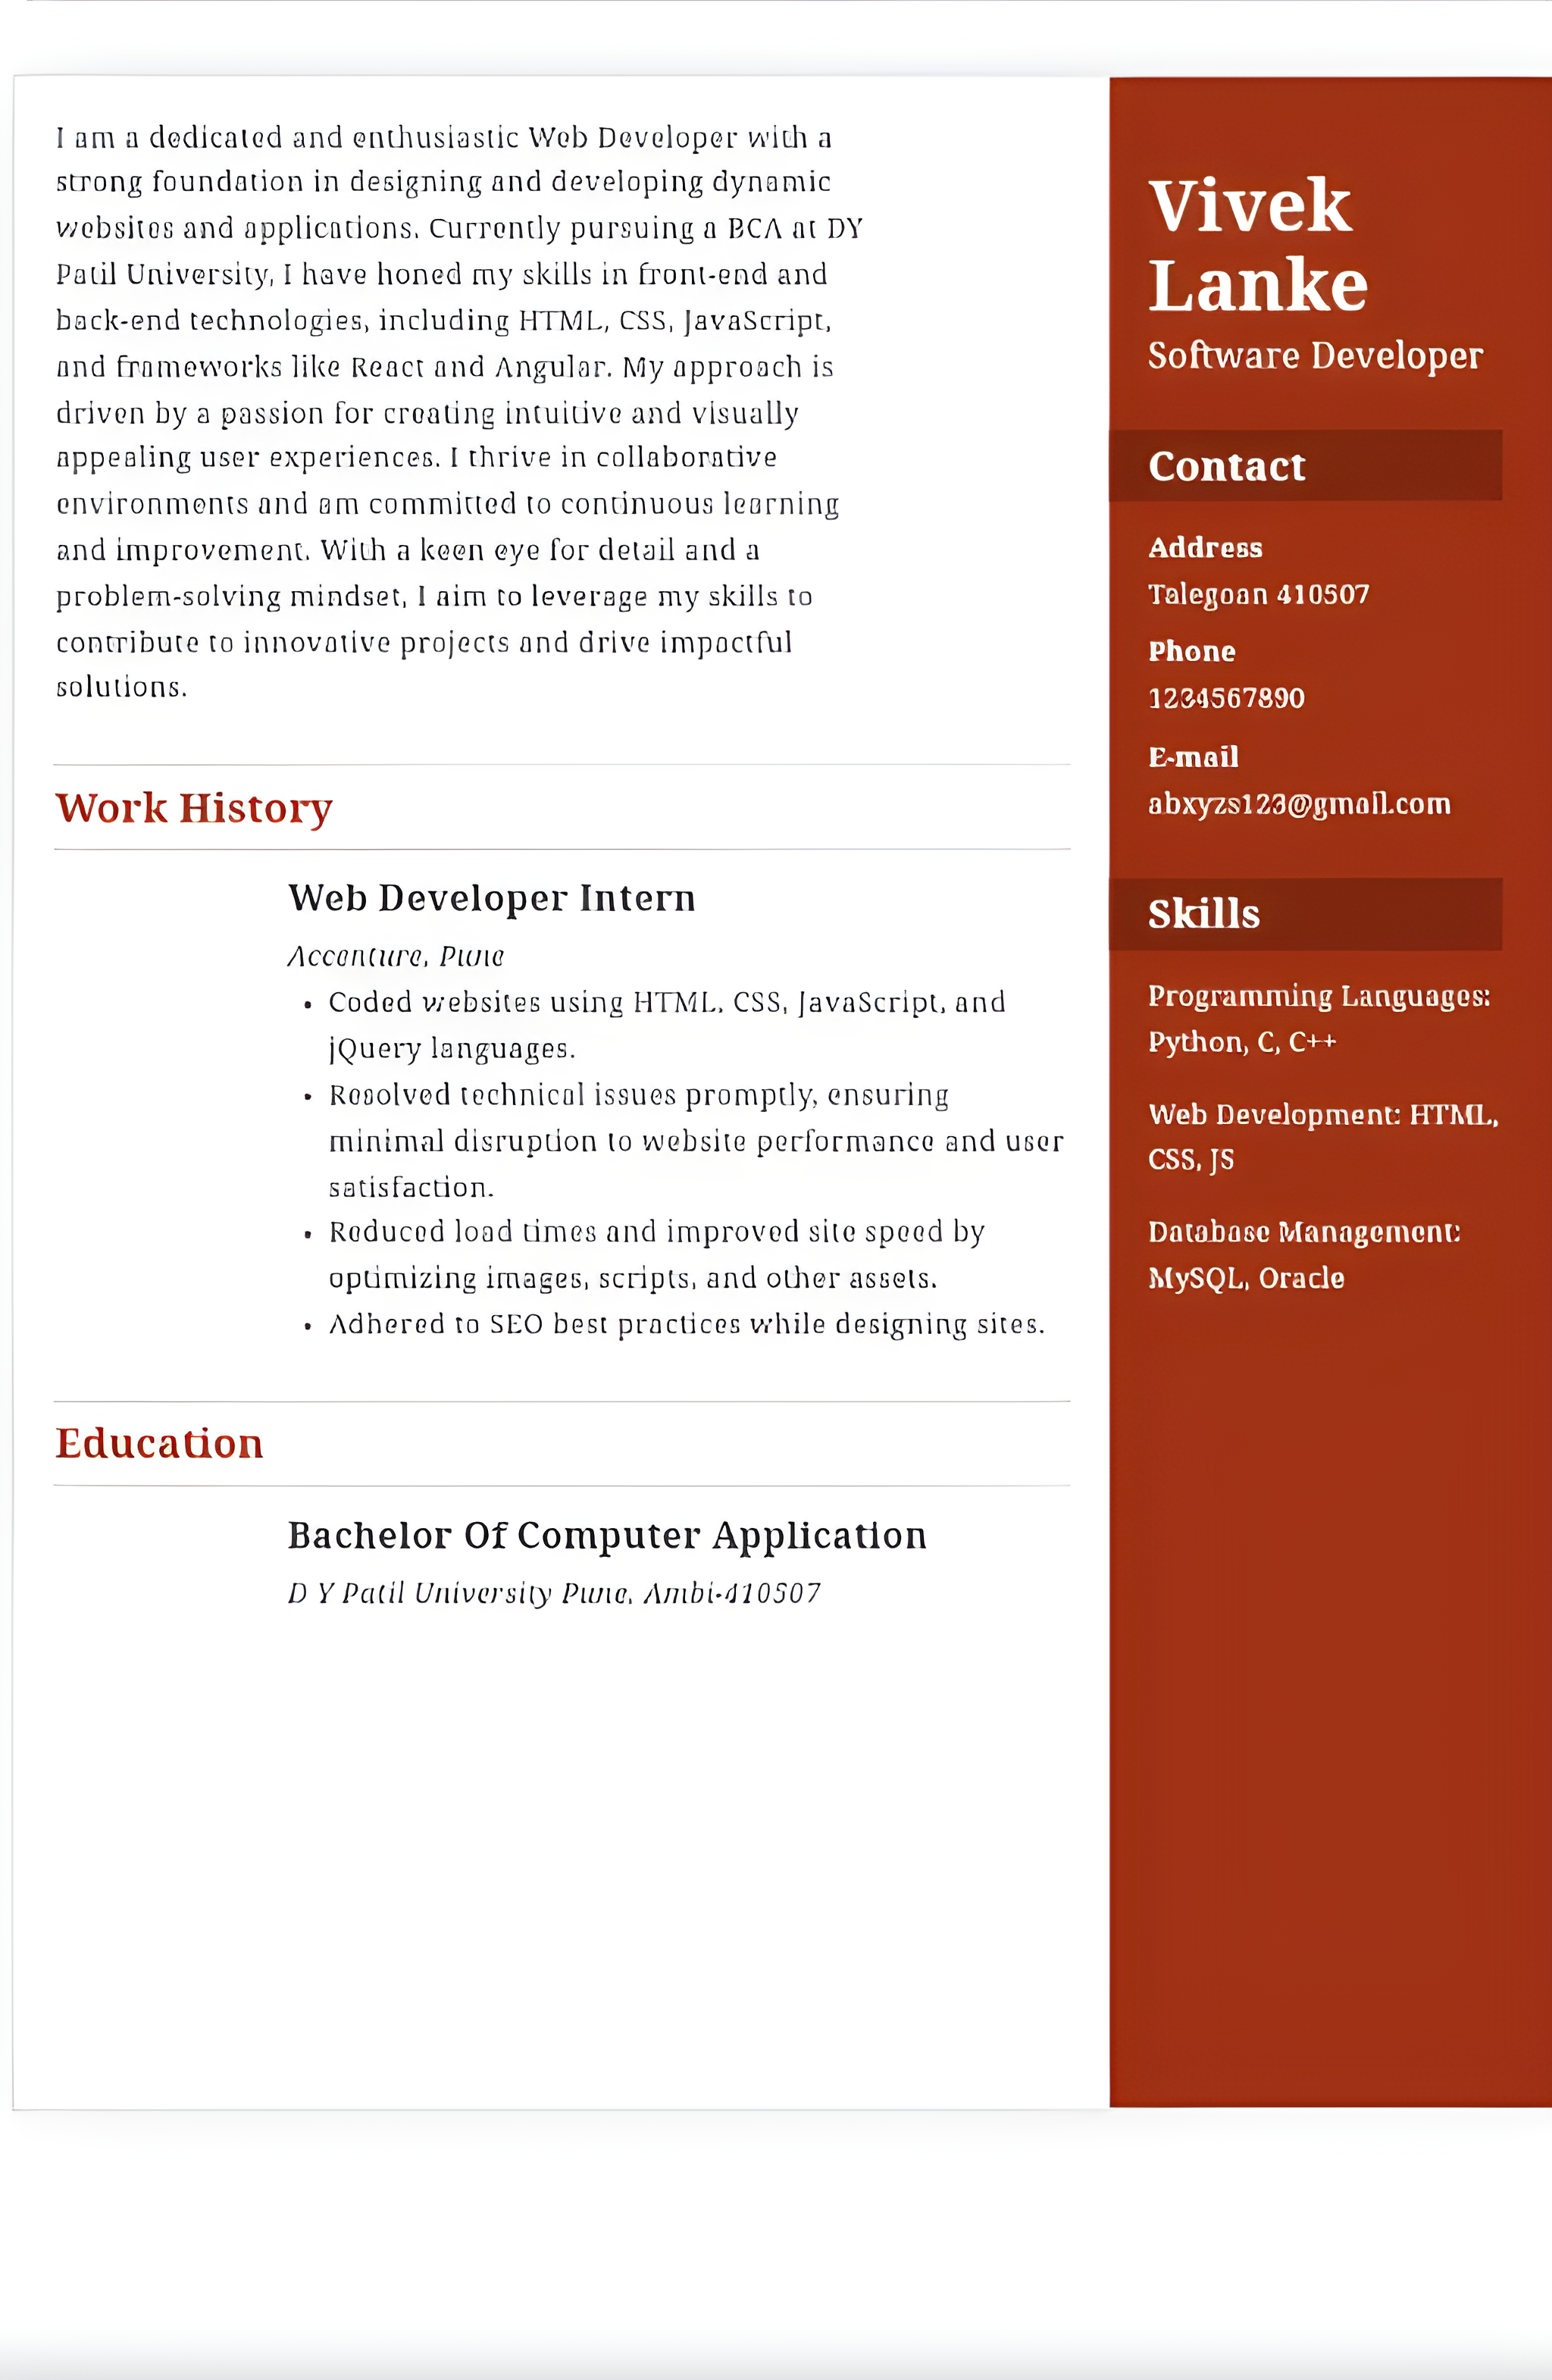 I am a dedicated and enthusiastic Web Developer with a
strong foundation in designing and developing dynamic
websites and applications. Currently pursuing a BCA at DY
Patil University, I have honed my skills in front-end and
back-end technologies, including HTML, CSS, JavaScript,
and frameworks like React and Angular. My approach is
driven by a passion for creating intuitive and visually
appealing user experiences. I thrive in collaborative
environments and am committed to continuous learning
and improvement. With a keen eye for detail and a
problem-solving mindset, I aim to leverage my skills to
contribute to innovative projects and drive impactful
solutions.
Work History
Web Developer Intern
Accenture, Pune
• Coded websites using HTML, CSS, JavaScript, and
jQuery languages.
• Resolved technical issues promptly, ensuring
minimal disruption to website performance and user
satisfaction.
• Reduced load times and improved site speed by
optimizing images, scripts, and other assets.
• Adhered to SEO best practices while designing sites.
Education
Bachelor Of Computer Application
D Y Patil University Pune, Ambi-410507
Vivek
Lanke
Software Developer
Contact
Address
Talegoan 410507
Phone
1234567890
E-mail
abxyzs123@gmail.com
Skills
Programming Languages:
Python, C, C++
Web Development: HTML,
CSS, JS
Database Management:
MySQL, Oracle